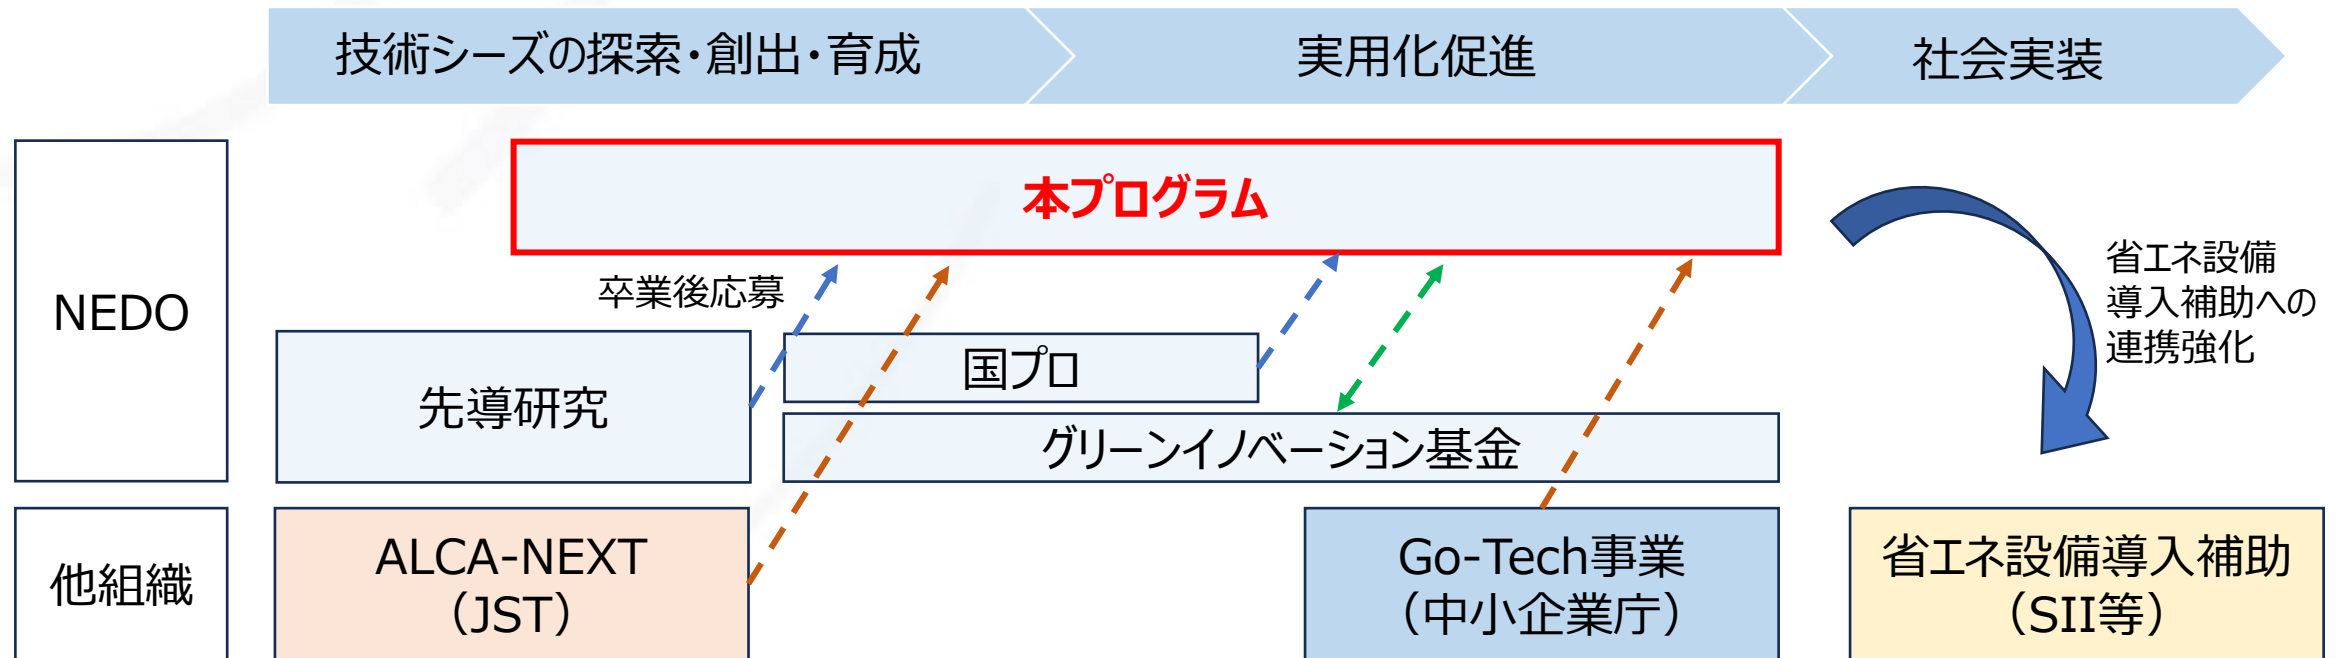 技術シーズの探索・創出・育成
実用化促進
社会実装
NEDO
本プログラム
卒業後応募
省エネ設備
導入補助への
連携強化
先導研究
国プロ
グリーンイノベーション基金
他組織
ALCA-NEXT
（JST）
Go-Tech事業
（中小企業庁）
省エネ設備導入補助
（SII等）